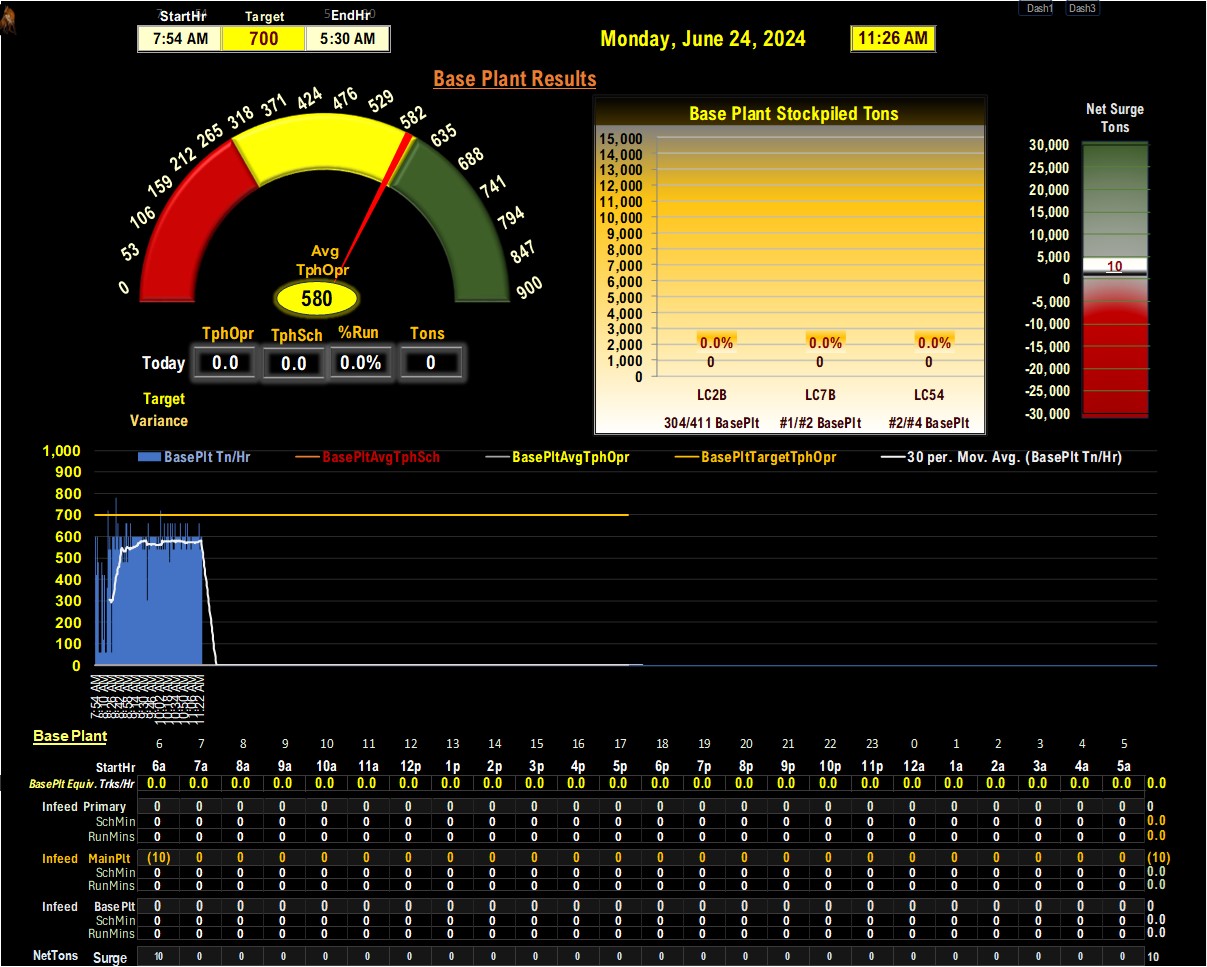 StartHr Target EndHr
7:54 AM 700 5:30 AM
Monday, June 24, 2024 11:26 AM
Dash1 Dash3
Base Plant Results
0 53 106 159 212 265 318 371 424 476 529 582 635 688 741 794 847 900
Avg
TphOpr
580
TphOpr TphSch %Run Tons
Today 0.0 0.0 0.0% 0
Target
Variance
Base Plant Stockpiled Tons
15,000
14,000
13,000
12,000
11,000
10,000
9,000
8,000
7,000
6,000
5,000
4,000
3,000
2,000
1,000
0
0.0% 0.0% 0.0%
0 0 0
LC2B LC7B LC54
304/411 BasePlt #1/#2 BasePlt #2/#4 BasePlt
Net Surge
Tons
30,000
25,000
20,000
15,000
10,000
5,000
0
-5,000
-10,000
-15,000
-20,000
-25,000
-30,000
10
BasePlt Tn/Hr BasePltAvgTphSch BasePltAvgTphOpr BasePltTargetTphOpr 30 per. Mov. Avg. (BasePlt Tn/Hr)
1,000
900
800
700
600
500
400
300
200
100
0
7:54 AM
11:22 AM
Base Plant
6 7 8 9 10 11 12 13 14 15 16 17 18 19 20 21 22 23 0 1 2 3 4 5
StartHr 6a 7a 8a 9a 10a 11a 12p 1p 2p 3p 4p 5p 6p 7p 8p 9p 10p 11p 12a 1a 2a 3a 4a 5a
BasePlt Equiv. Trks/Hr 0.0 0.0 0.0 0.0 0.0 0.0 0.0 0.0 0.0 0.0 0.0 0.0 0.0 0.0 0.0 0.0 0.0 0.0 0.0 0.0 0.0 0.0 0.0 0.0 0.0
Infeed Primary 0 0 0 0 0 0 0 0 0 0 0 0 0 0 0 0 0 0 0 0 0 0 0 0 0
SchMin 0 0 0 0 0 0 0 0 0 0 0 0 0 0 0 0 0 0 0 0 0 0 0 0 0.0
RunMins 0 0 0 0 0 0 0 0 0 0 0 0 0 0 0 0 0 0 0 0 0 0 0 0 0.0
Infeed MainPlt (10) 0 0 0 0 0 0 0 0 0 0 0 0 0 0 0 0 0 0 0 0 0 0 0 (10)
SchMin 0 0 0 0 0 0 0 0 0 0 0 0 0 0 0 0 0 0 0 0 0 0 0 0 0.0
RunMins 0 0 0 0 0 0 0 0 0 0 0 0 0 0 0 0 0 0 0 0 0 0 0 0 0.0
Infeed BasePlt 0 0 0 0 0 0 0 0 0 0 0 0 0 0 0 0 0 0 0 0 0 0 0 0 0
SchMin 0 0 0 0 0 0 0 0 0 0 0 0 0 0 0 0 0 0 0 0 0 0 0 0 0.0
RunMins 0 0 0 0 0 0 0 0 0 0 0 0 0 0 0 0 0 0 0 0 0 0 0 0 0.0
NetTons Surge 10 0 0 0 0 0 0 0 0 0 0 0 0 0 0 0 0 0 0 0 0 0 0 0 10